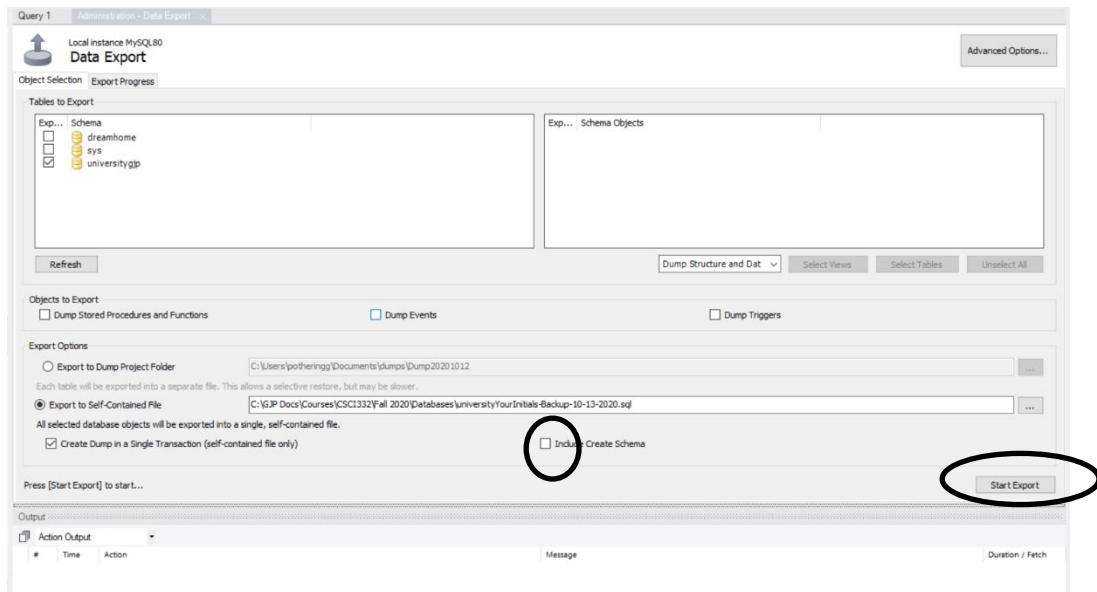 Query 1 Administration - Data Export ×
Local instance MySQL80
Data Export
Advanced Options...
Object Selection Export Progress
Tables to Export
Exp... Schema
dreamhome
sys
universitygjp
Exp... Schema Objects
Refresh
Dump Structure and Dat
Select Views
Select Tables
Unselect All
Objects to Export
Dump Stored Procedures and Functions
Dump Events
Dump Triggers
Export Options
Export to Dump Project Folder
C:\Users\potheringg\Documents\dumps\Dump20201012
...
Each table will be exported into a separate file. This allows a selective restore, but may be slower.
Export to Self-Contained File
C:\GJP Docs\Courses\CSCI332\Fall 2020\Databases\universityYourInitials-Backup-10-13-2020.sql
...
All selected database objects will be exported into a single, self-contained file.
Create Dump in a Single Transaction (self-contained file only)
Include Create Schema
Press [Start Export] to start...
Start Export
Output
Action Output
# Time Action Message Duration / Fetch